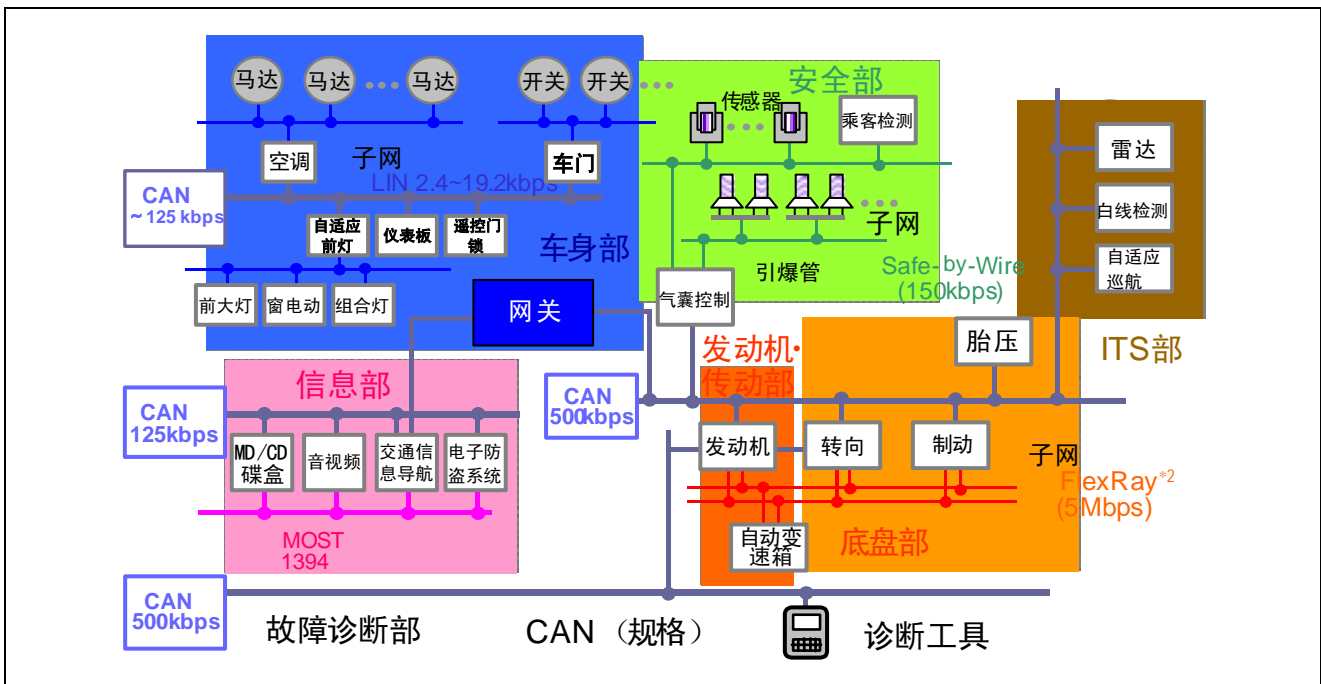 马达
马达
马达
开关
开关
安全部
传感器
乘客检测
雷达
空调
子网
车门
LIN 2.4~19.2kbps
CAN
~125 kbps
自适应
前灯
仪表板
遥控门
锁
车身部
子网
白线检测
自适应
巡航
前大灯
窗电动
组合灯
网关
气囊控制
引爆管
Safe-by-Wire
(150kbps)
发动机·
传动部
胎压
ITS部
信息部
CAN
500kbps
CAN
125kbps
MD/CD
碟盒
音视频
交通信
息导航
电子防
盗系统
发动机
转向
制动
子网
FlexRay*2
(5Mbps)
MOST
1394
自动变
速箱
底盘部
CAN
500kbps
故障诊断部
CAN（规格）
诊断工具